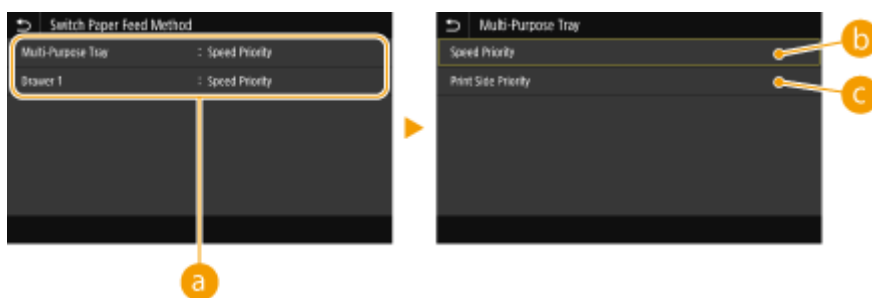 Switch Paper Feed Method
Multi-Purpose Tray : Speed Priority
Drawer 1 : Speed Priority
a
Multi-Purpose Tray
Speed Priority
Print Side Priority
b
c